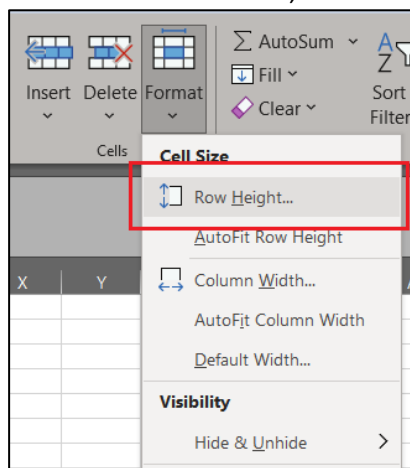 Insert Delete Format
AutoSum
Fill
Clear
Sort
Filter
Cells
Cell Size
Row Height...
AutoFit Row Height
X Y
Column Width...
AutoFit Column Width
Default Width...
Visibility
Hide & Unhide